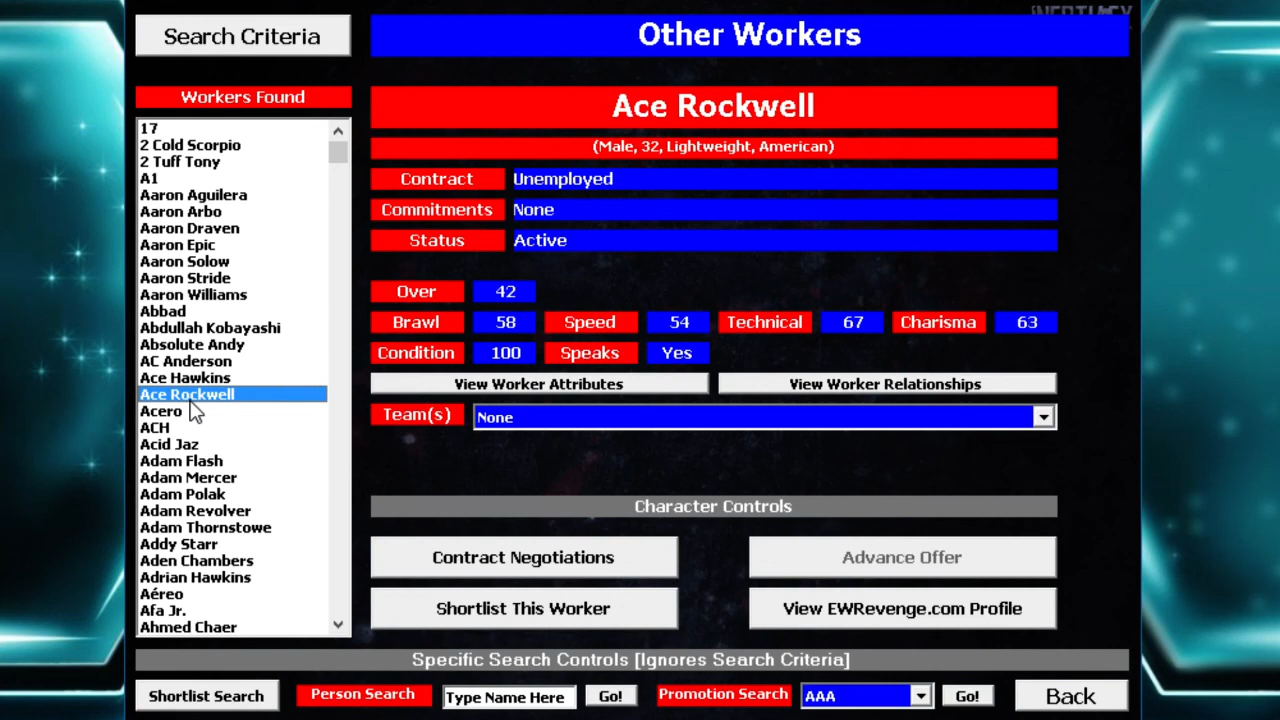 Search Criteria
Other Workers
Workers Found
17
2 Cold Scorpio
2 Tuff Tony
A1
Aaron Aguilera
Aaron Arbo
Aaron Draven
Aaron Epic
Aaron Solow
Aaron Stride
Aaron Williams
Abbad
Abdullah Kobayashi
Absolute Andy
AC Anderson
Ace Hawkins
Ace Rockwell
Acero
ACH
Acid Jaz
Adam Flash
Adam Mercer
Adam Polak
Adam Revolver
Adam Thornstowe
Addy Starr
Aden Chambers
Adrian Hawkins
Aéreo
Afa Jr.
Ahmed Chaer
Ace Rockwell
(Male, 32, Lightweight, American)
Contract Unemployed
Commitments None
Status Active
Over 42
Brawl 58 Speed 54 Technical 67 Charisma 63
Condition 100 Speaks Yes
View Worker Attributes View Worker Relationships
Team(s) None
Character Controls
Contract Negotiations Advance Offer
Shortlist This Worker View EWRevenge.com Profile
Specific Search Controls [Ignores Search Criteria]
Shortlist Search Person Search Type Name Here Go! Promotion Search AAA Go! Back